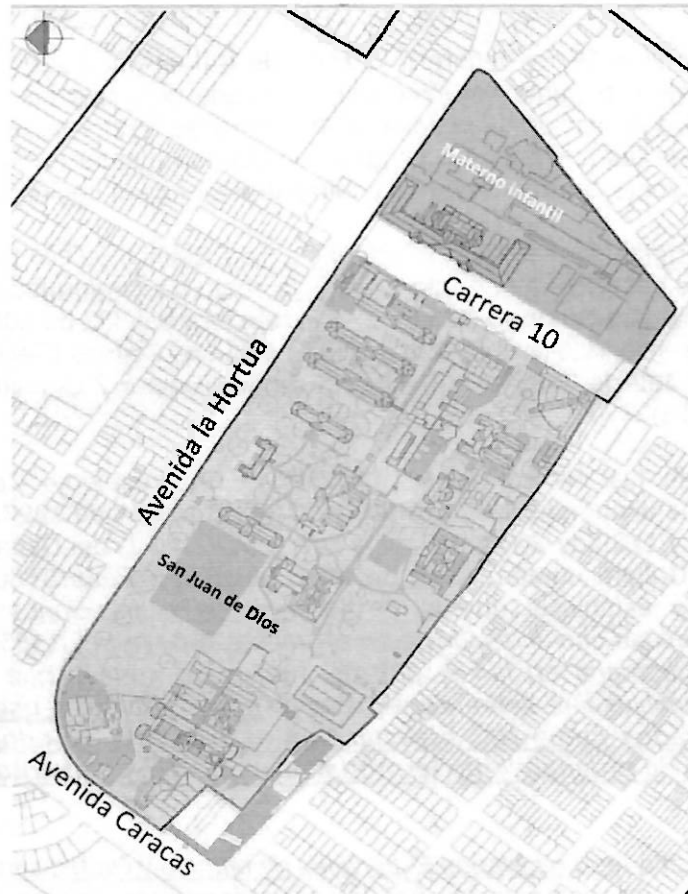 Materno Infantil
Carrera 10
Avenida la Hortua
San Juan de Dios
Avenida Caracas